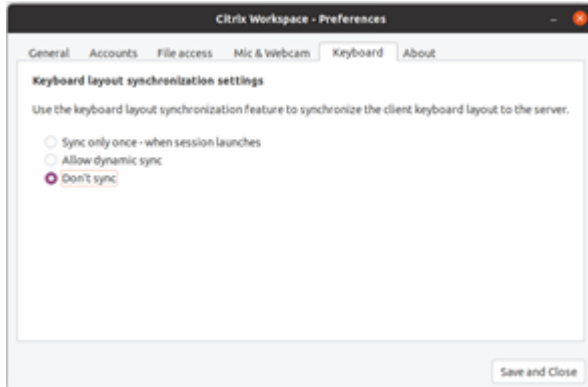 Citrix Workspace - Preferences
General Accounts File access Mic & Webcam Keyboard About
Keyboard layout synchronization settings
Use the keyboard layout synchronization feature to synchronize the client keyboard layout to the server.
Sync only once - when session launches
Allow dynamic sync
Don't sync
Save and Close